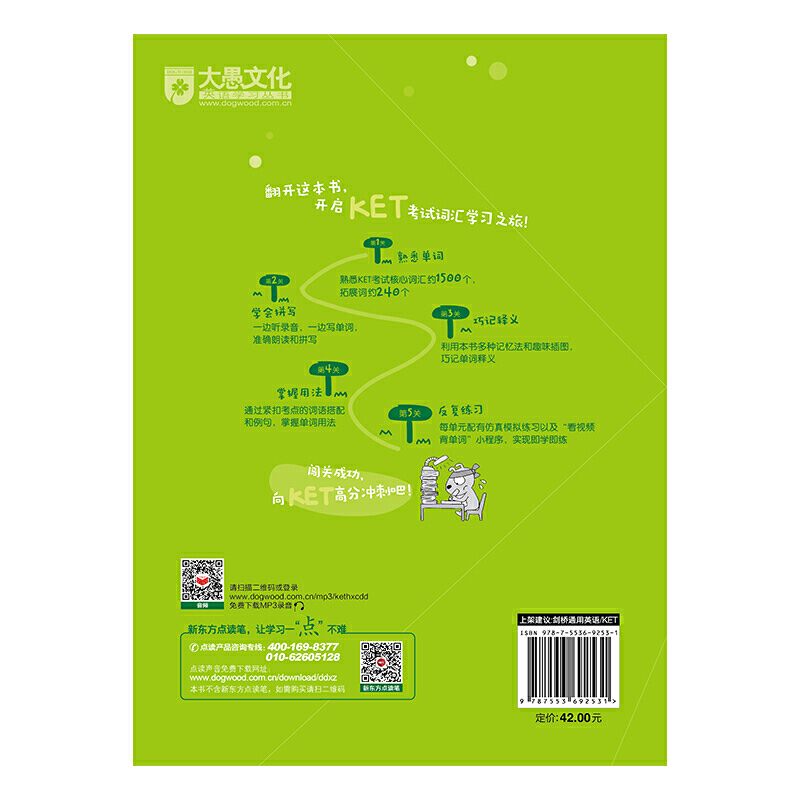 大愚文化
英语学习丛书
www.dogwood.com.cn
翻开这本书，
开启KET考试词汇学习之旅！
第1关
熟悉单词
熟悉KET考试核心词汇约1500个，
拓展词约240个
第2关
学会拼写
一边听录音，一边写单词，
准确朗读和拼写
第3关
巧记释义
利用本书多种记忆法和趣味插图，
巧记单词释义
第4关
掌握用法
通过紧扣考点的词语搭配
和例句，掌握单词用法
第5关
反复练习
每单元配有仿真模拟练习以及“看视频
背单词”小程序，实现即学即练
闯关成功，
向KET高分冲刺吧！
音频
请扫描二维码或登录
www.dogwood.com.cn/mp3/kethxcdd
免费下载MP3录音
新东方点读笔，让学习一“点”不难
点读产品咨询专线：400-169-8377
010-62605128
点读声音免费下载网址：
www.dogwood.com.cn/download/ddxz
本书不含新东方点读笔，如需购买请扫二维码
新东方点读笔
上架建议：剑桥通用英语/KET
ISBN 978-7-5536-9253-1
9 787553 692531 >
定价：42.00元